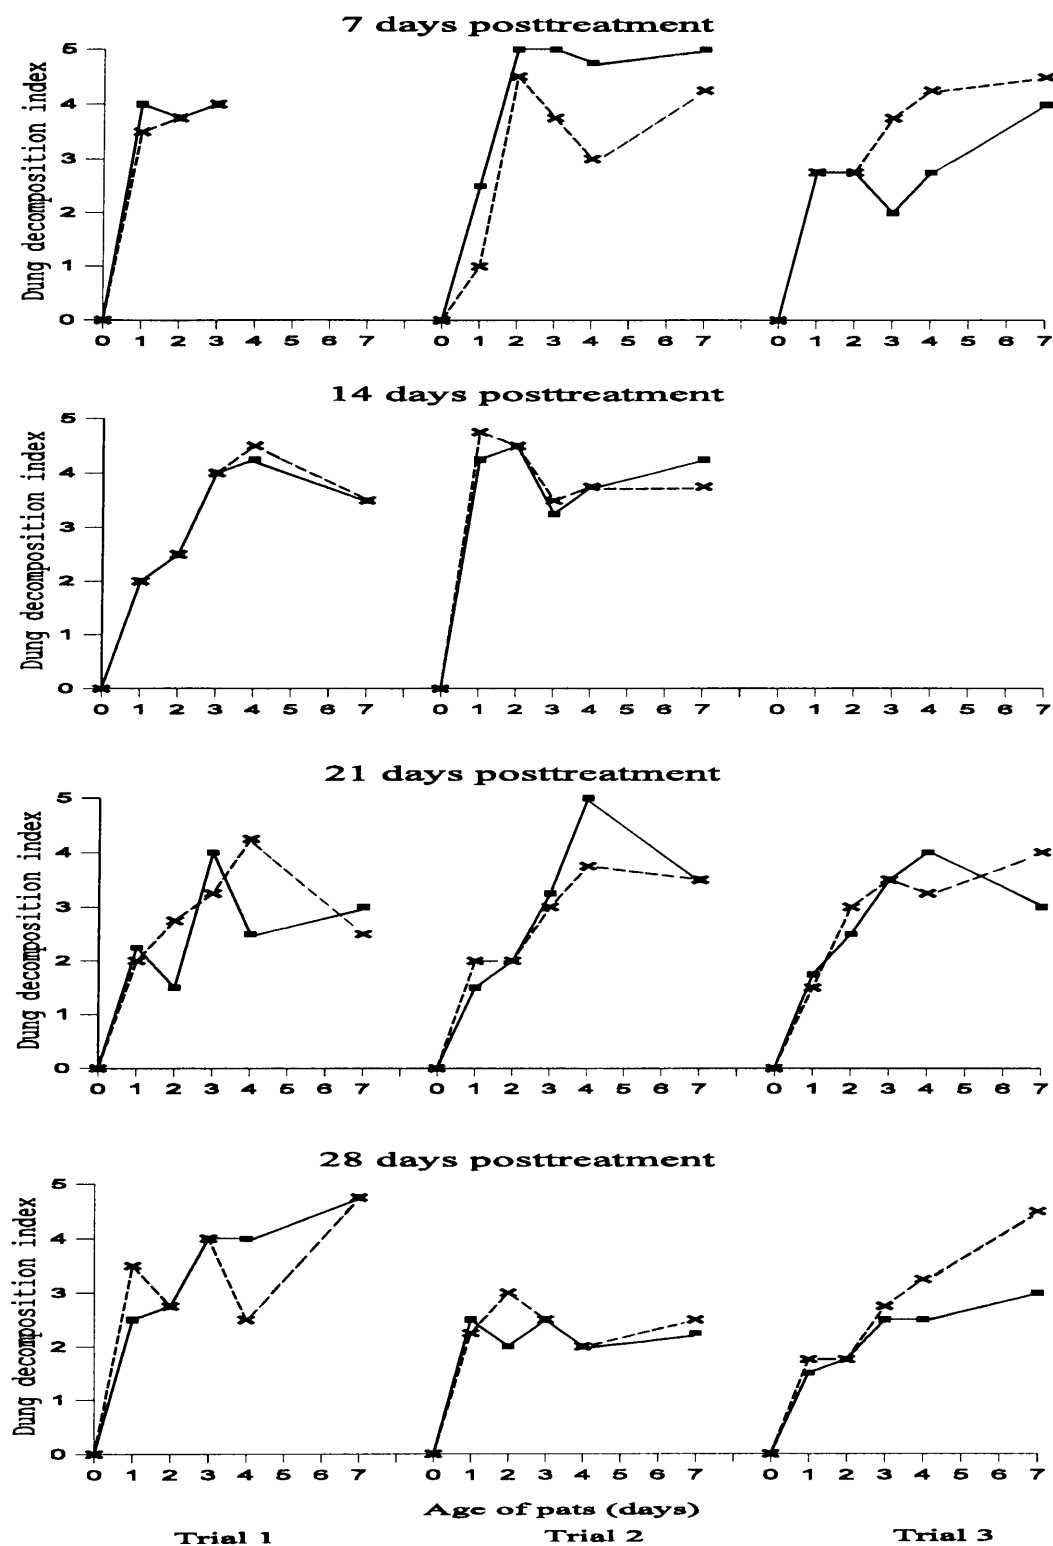 7 days posttreatment
Dung decomposition index
5
4
3
2
1
0
0 1 2 3 4 5 6 7 0 1 2 3 4 5 6 7 0 1 2 3 4 5 6 7
14 days posttreatment
Dung decomposition index
5
4
3
2
1
0
0 1 2 3 4 5 6 7 0 1 2 3 4 5 6 7 0 1 2 3 4 5 6 7
21 days posttreatment
Dung decomposition index
5
4
3
2
1
0
0 1 2 3 4 5 6 7 0 1 2 3 4 5 6 7 0 1 2 3 4 5 6 7
28 days posttreatment
Dung decomposition index
5
4
3
2
1
0
0 1 2 3 4 5 6 7 0 1 2 3 4 5 6 7 0 1 2 3 4 5 6 7
Age of pats (days)
Trial 1 Trial 2 Trial 3